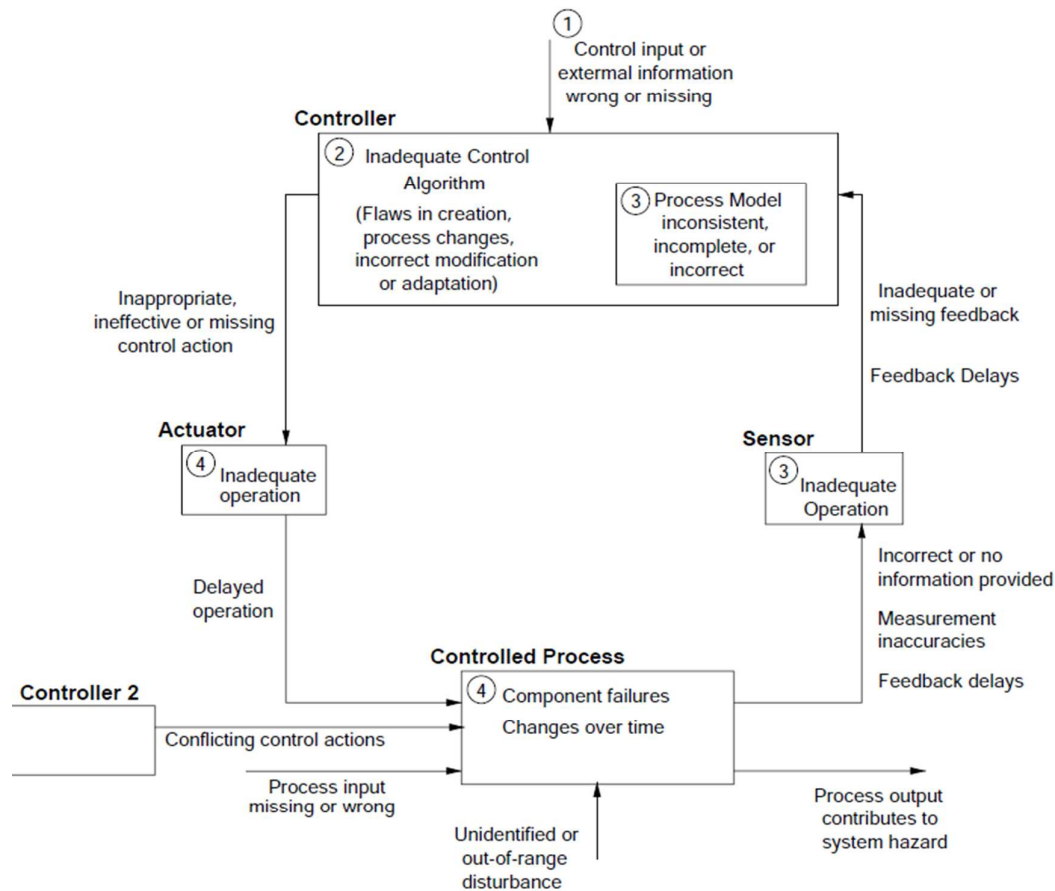 1
Control input or
external information
wrong or missing
Controller
2 Inadequate Control
Algorithm
(Flaws in creation,
process changes,
incorrect modification
or adaptation)
3 Process Model
inconsistent,
incomplete, or
incorrect
Inappropriate,
ineffective or missing
control action
Inadequate or
missing feedback
Feedback Delays
Actuator
4 Inadequate
operation
Sensor
3 Inadequate
Operation
Delayed
operation
Incorrect or no
information provided
Measurement
inaccuracies
Feedback delays
Controlled Process
4 Component failures
Changes over time
Controller 2
Conflicting control actions
Process input
missing or wrong
Unidentified or
out-of-range
disturbance
Process output
contributes to
system hazard